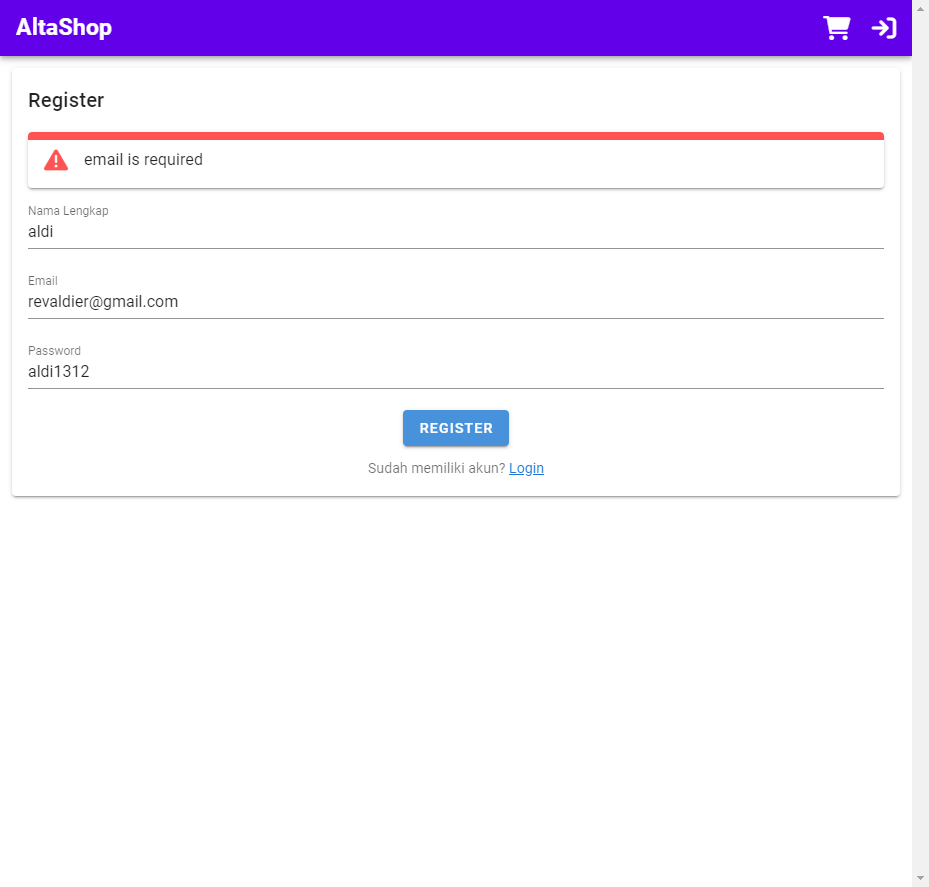 AltaShop
Register
email is required
Nama Lengkap
aldi
Email
revaldier@gmail.com
Password
aldi1312
REGISTER
Sudah memiliki akun? Login